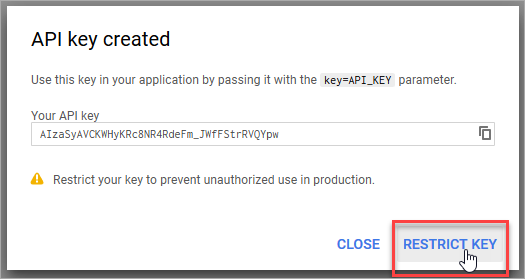 API key created
Use this key in your application by passing it with the key=API_KEY parameter.
Your API key
AIzaSyAVCKWHyKRc8NR4RdeFm_JWfFStrRVQYpw
Restrict your key to prevent unauthorized use in production.
CLOSE RESTRICT KEY